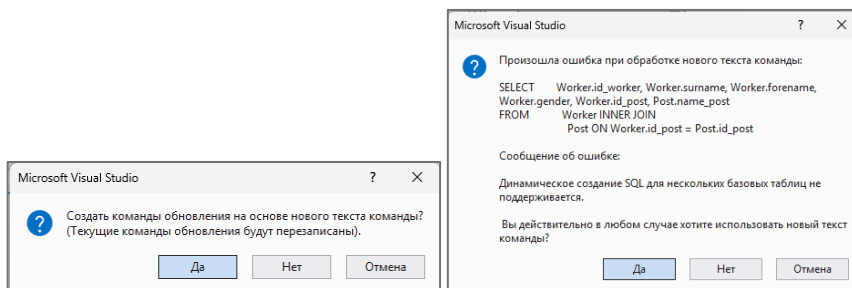 Microsoft Visual Studio ? ×
Создать команды обновления на основе нового текста команды?
(Текущие команды обновления будут перезаписаны).
Да Нет Отмена
Microsoft Visual Studio ? ×
Произошла ошибка при обработке нового текста команды:
SELECT Worker.id_worker, Worker.surname, Worker.forename,
Worker.gender, Worker.id_post, Post.name_post
FROM Worker INNER JOIN
Post ON Worker.id_post = Post.id_post
Сообщение об ошибке:
Динамическое создание SQL для нескольких базовых таблиц не
поддерживается.
Вы действительно в любом случае хотите использовать новый текст
команды?
Да Нет Отмена